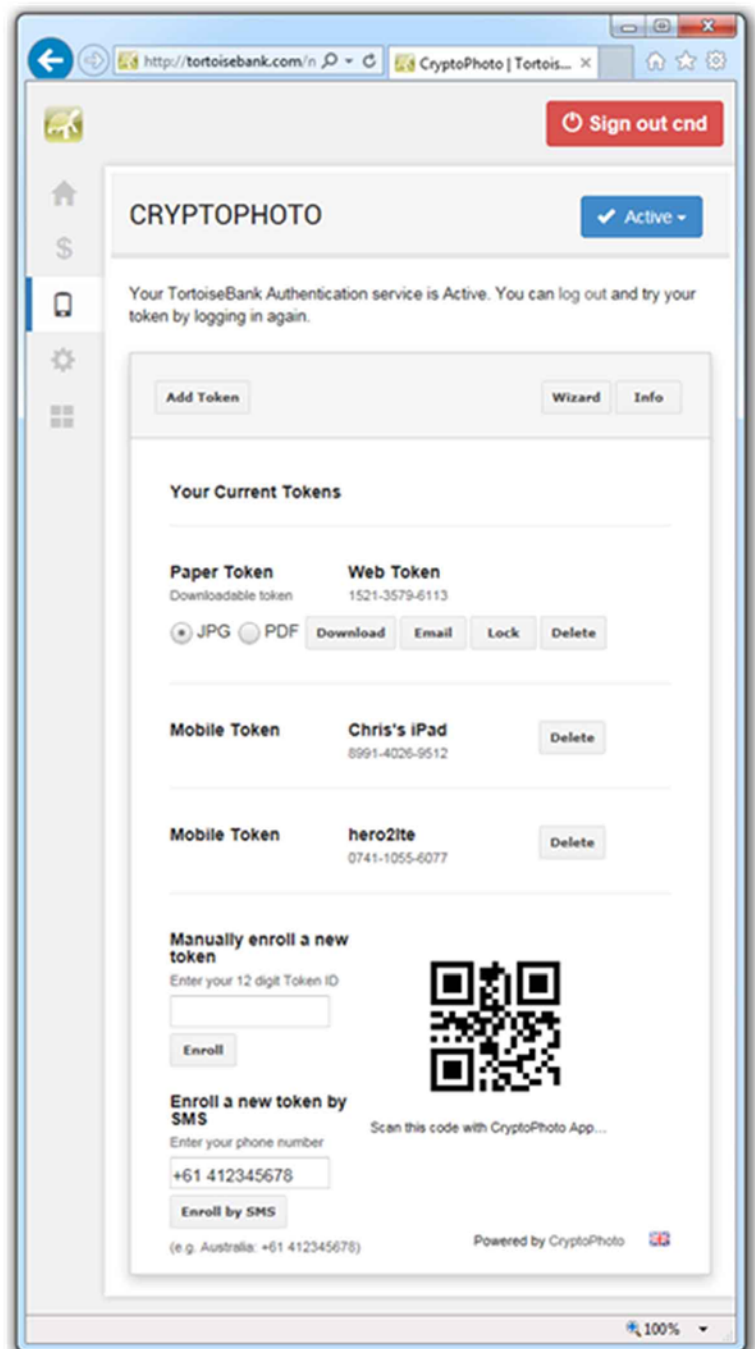 http://tortoisebank.com/n
CryptoPhoto | Tortois...
Sign out cnd
CRYPTOPHOTO
Active
Your TortoiseBank Authentication service is Active. You can log out and try your
token by logging in again.
Add Token Wizard Info
Your Current Tokens
Paper Token Web Token
Downloadable token 1521-3579-6113
JPG PDF Download Email Lock Delete
Mobile Token Chris's iPad Delete
8991-4026-9512
Mobile Token hero2lte Delete
0741-1055-6077
Manually enroll a new
token
Enter your 12 digit Token ID
Enroll
Enroll a new token by
SMS
Scan this code with CryptoPhoto App...
Enter your phone number
+61 412345678
Enroll by SMS
(e.g. Australia: +61 412345678)
Powered by CryptoPhoto
100%